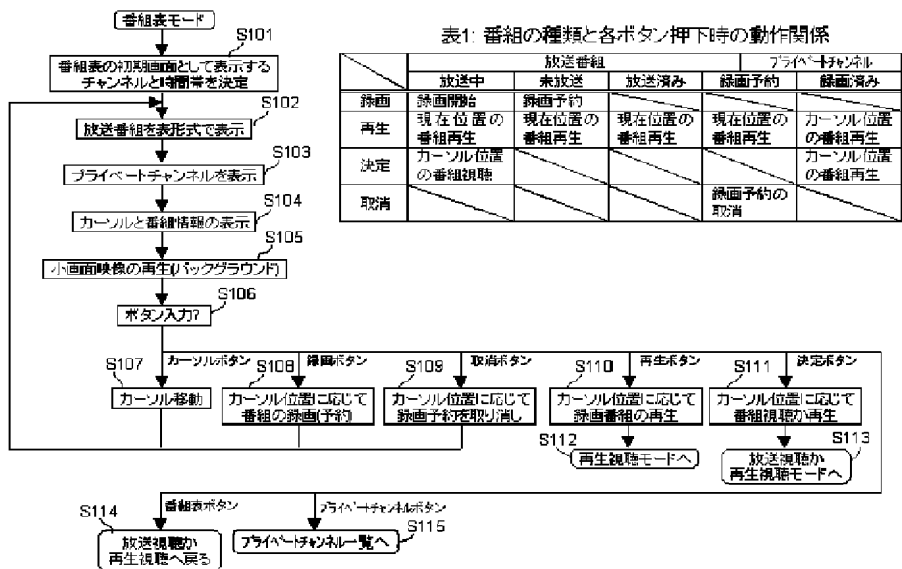 番組表モード
S101
番組表の初期画面として表示する
チャンネルと時間帯を決定
S102
放送番組を表形式で表示
S103
プライベートチャンネルを表示
S104
カーソルと番組情報の表示
S105
小画面映像の再生(バックグラウンド)
S106
ボタン入力?
表1: 番組の種類と各ボタン押下時の動作関係
放送番組 プライベートチャンネル
放送中 未放送 放送済み 録画予約 録画済み
録画 録画開始 録画予約
再生 現在位置の 現在位置の 現在位置の 現在位置の カーソル位置
番組再生 番組再生 番組再生 番組再生 の番組再生
決定 カーソル位置 カーソル位置
の番組視聴 の番組再生
取消 録画予約の
取消
S107 カーソルボタン
カーソル移動
S108 録画ボタン
カーソル位置に応じて
番組の録画(予約)
S109 取消ボタン
カーソル位置に応じて
録画予約を取り消し
S110 再生ボタン
カーソル位置に応じて
録画番組の再生
S111 決定ボタン
カーソル位置に応じて
番組視聴か再生
S112
再生視聴モードへ
S113
放送視聴か
再生視聴モードへ
S114 番組表ボタン
放送視聴か
再生視聴へ戻る
プライベートチャンネルボタン
S115
プライベートチャンネル一覧へ